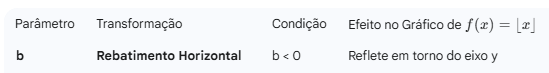 Parâmetro Transformação Condição Efeito no Gráfico de f(x) = ⌊x⌋
b Rebatimento Horizontal b < 0 Reflete em torno do eixo y